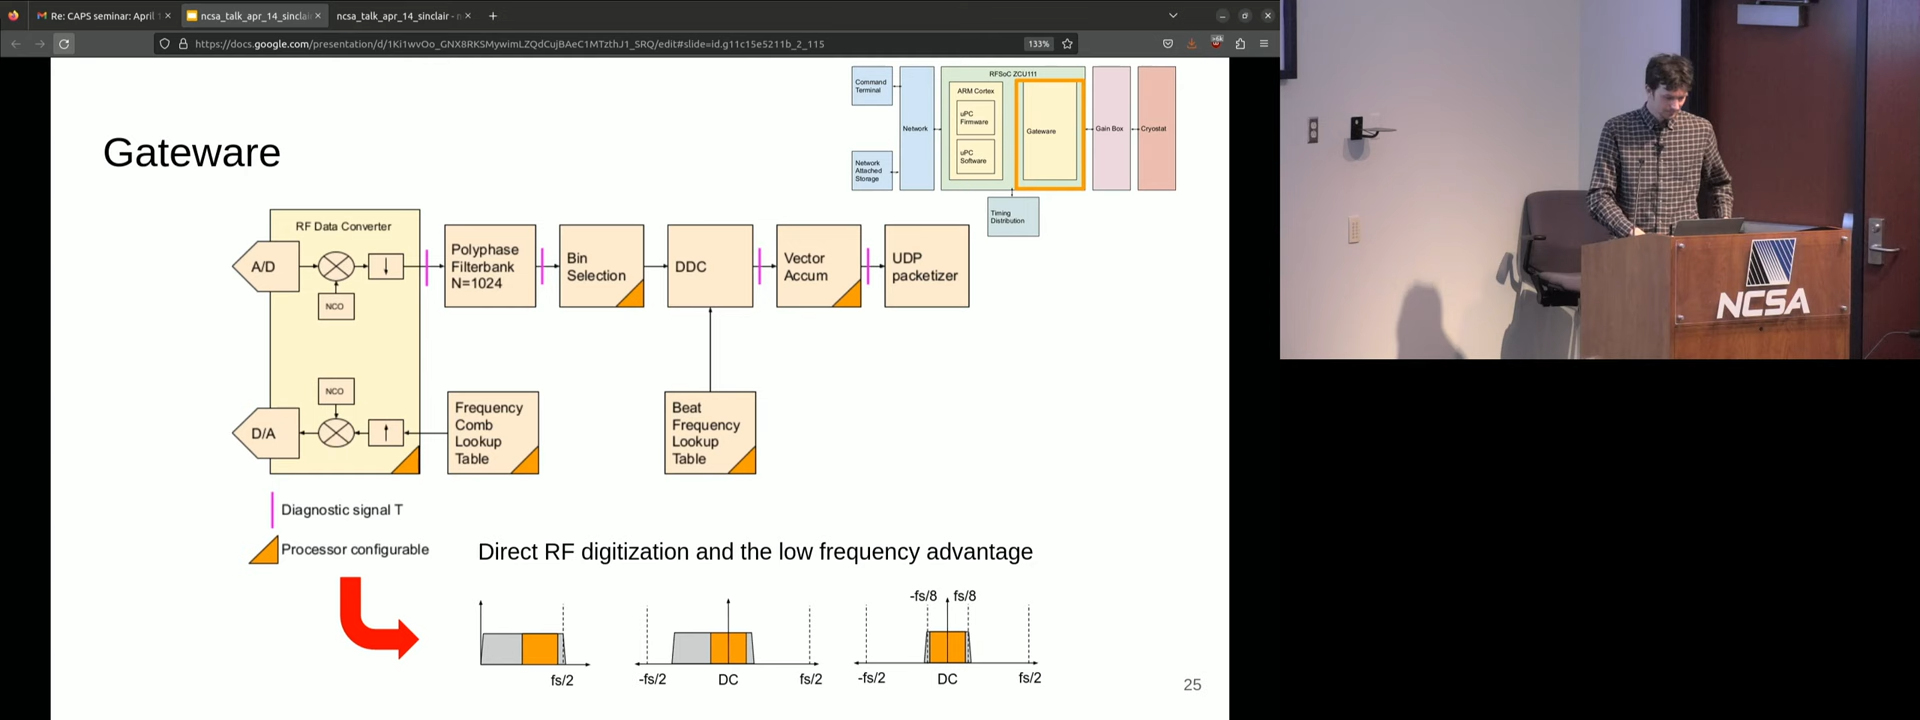 Re: CAPS seminar: April
ncsa_talk_apr_14_sinclai
ncsa_talk_apr_14_sinclair -
https://docs.google.com/presentation/d/1Ki1wvOo_GNX8RKSMywimLZQdCujBAeC1MTzthJ1_SRQ/edit#slide=id.g11c15e5211b_2_115
133%
Gateware
Command
Terminal
Network
Network
Attached
Storage
RFSoC ZCU111
ARM Cortex
uPC
Firmware
uPC
Software
Gateware
Gain Box
Cryostat
Timing
Distribution
RF Data Converter
A/D
NCO
Polyphase
Filterbank
N=1024
Bin
Selection
DDC
Vector
Accum
UDP
packetizer
NCO
D/A
Frequency
Comb
Lookup
Table
Beat
Frequency
Lookup
Table
Diagnostic signal T
Processor configurable
Direct RF digitization and the low frequency advantage
fs/2
-fs/2
DC
fs/2
-fs/8
fs/8
-fs/2
DC
fs/2
25
NCSA